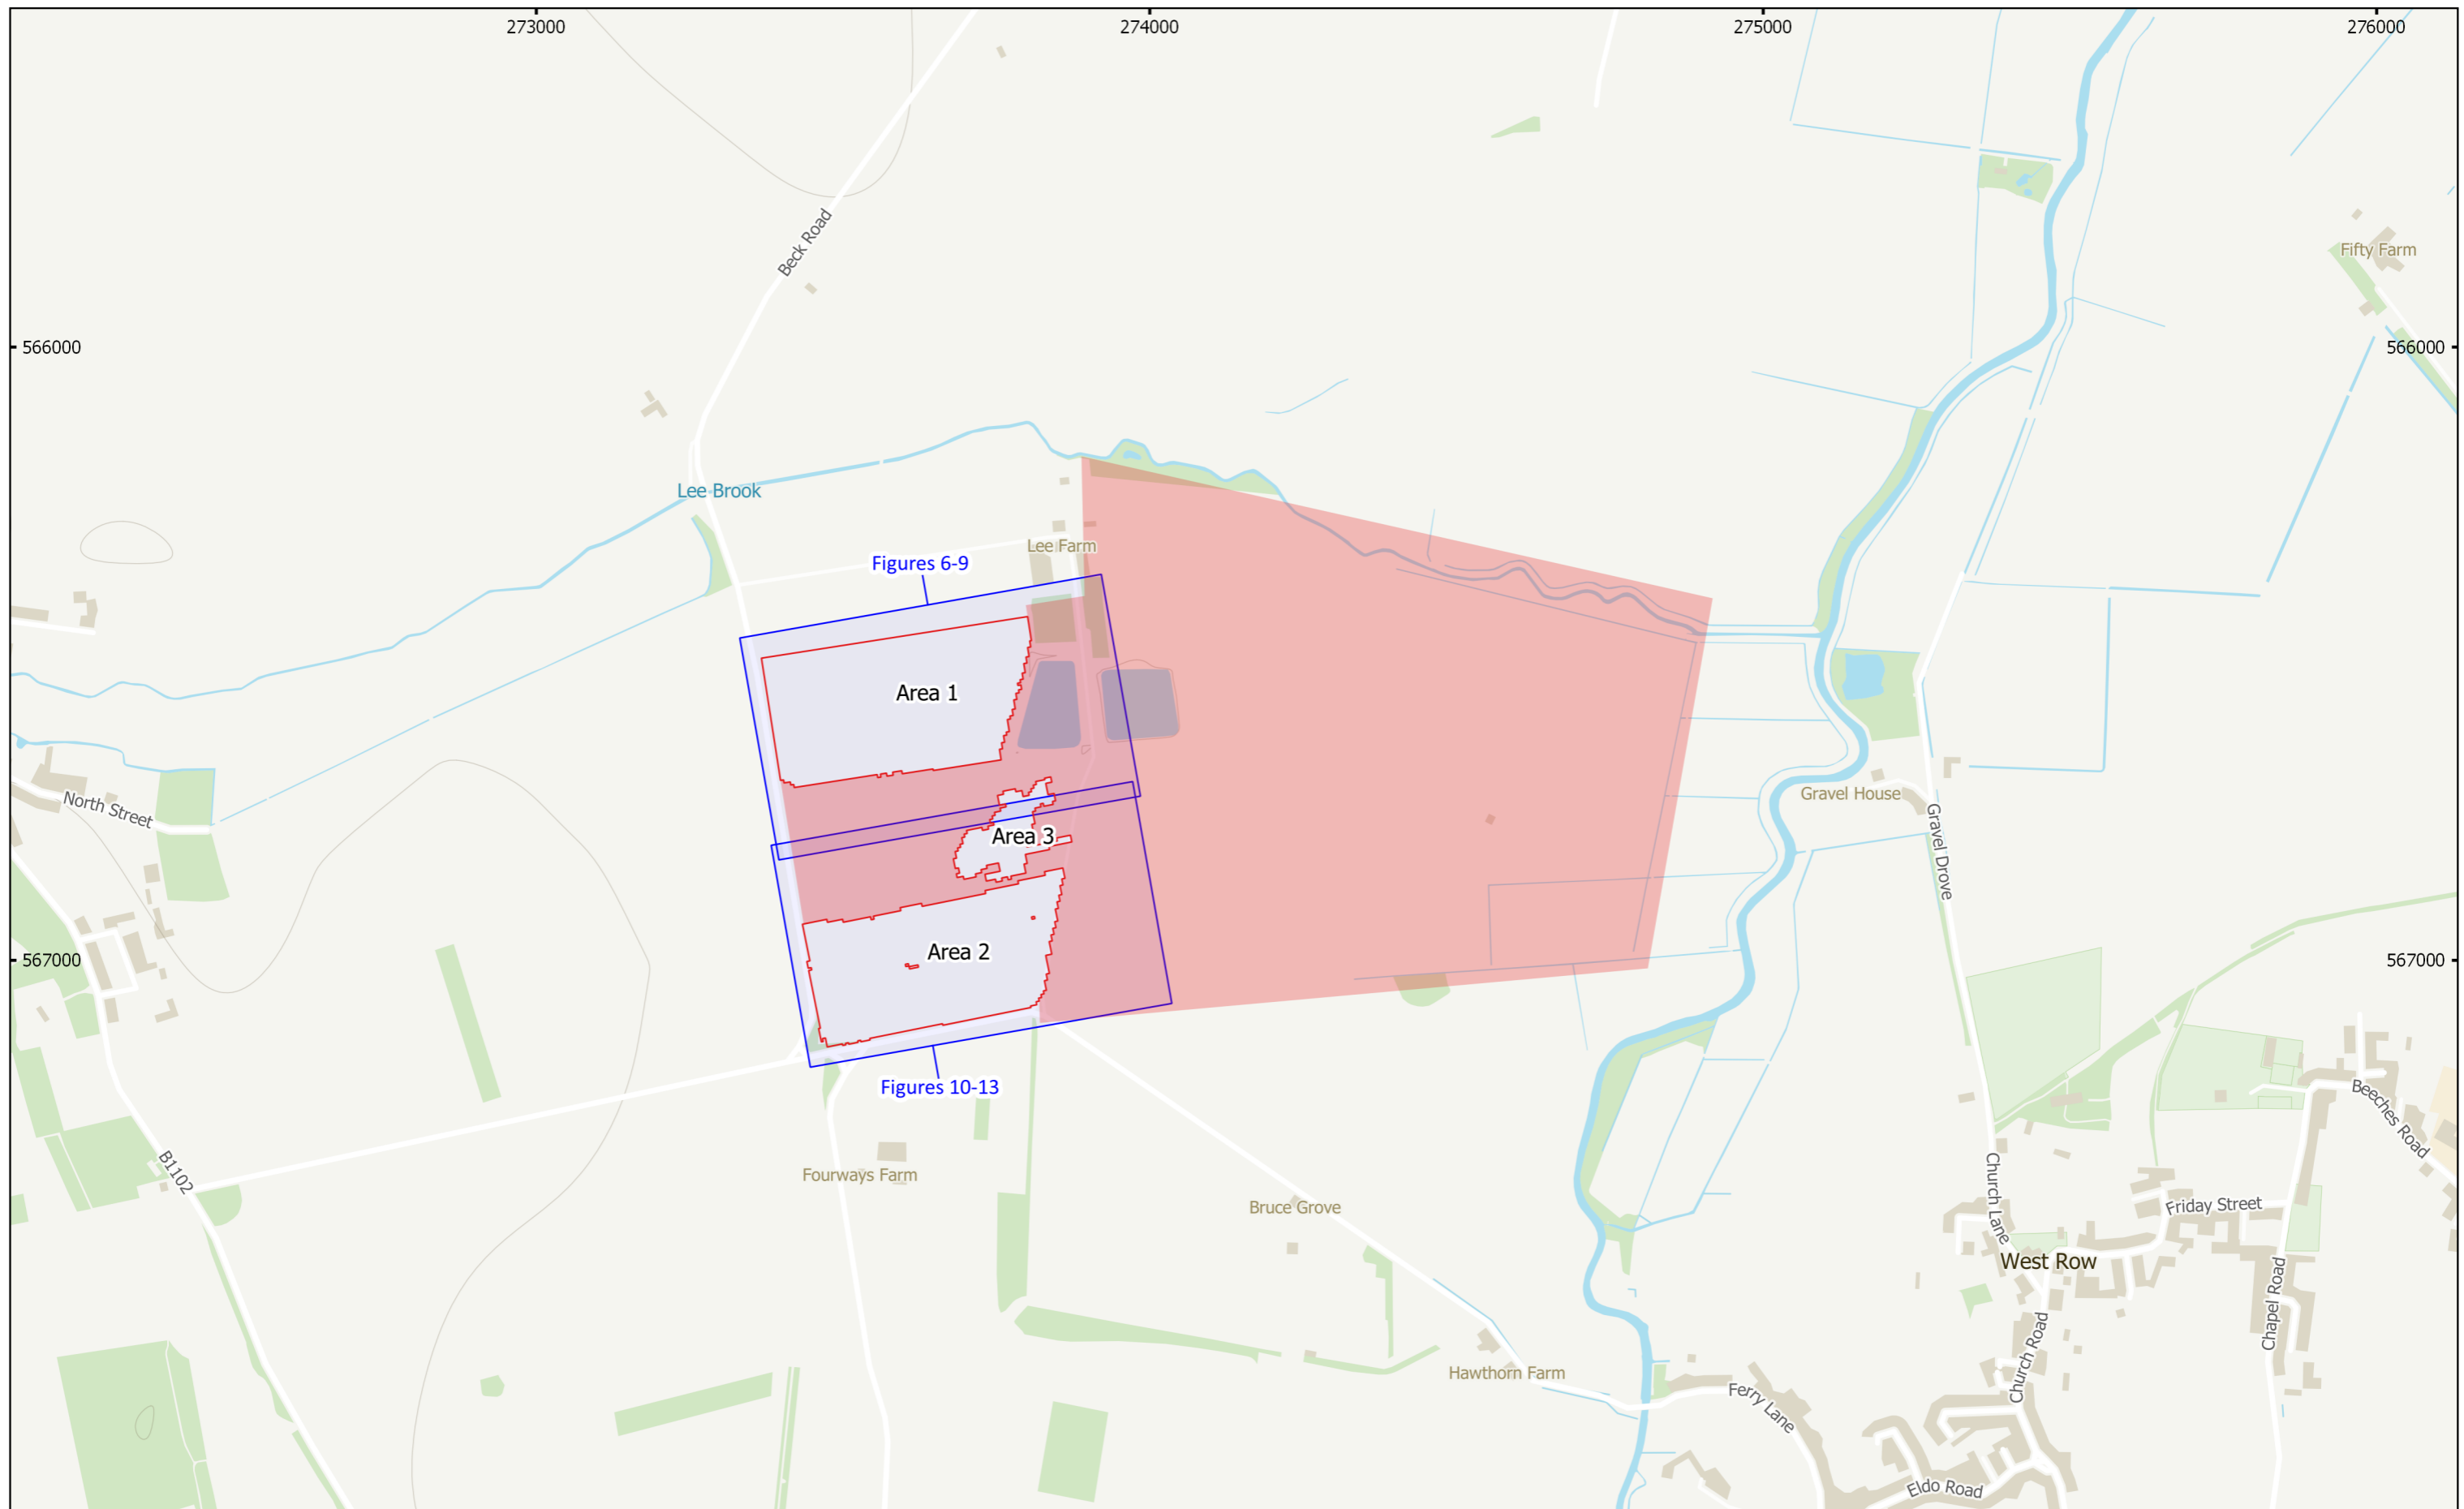 273000
274000
275000
276000
Beck Road
Fifty Farm
566000
566000
Lee Brook
Lee Farm
Figures 6-9
Area 1
Gravel House
North Street
Area 3
Gravel Drove
Area 2
567000
567000
Figures 10-13
Beeches Road
B1102
Fourways Farm
Church Lane
Bruce Grove
Friday Street
West Row
Chapel Road
Church Road
Hawthorn Farm
Ferry Lane
Eldo Road